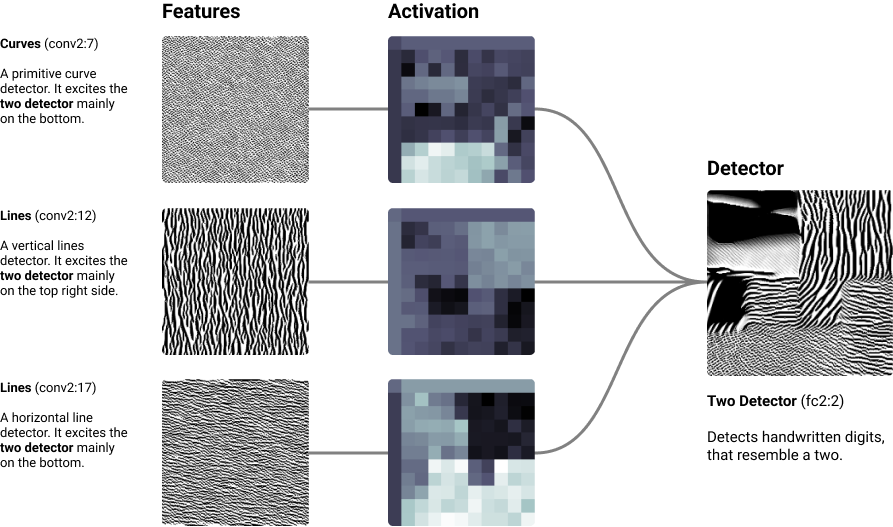 Features
Activation
Curves (conv2:7)
A primitive curve
detector. It excites the
two detector mainly
on the bottom.
Lines (conv2:12)
A vertical lines
detector. It excites the
two detector mainly
on the top right side.
Lines (conv2:17)
A horizontal line
detector. It excites the
two detector mainly
on the bottom.
Detector
Two Detector (fc2:2)
Detects handwritten digits,
that resemble a two.